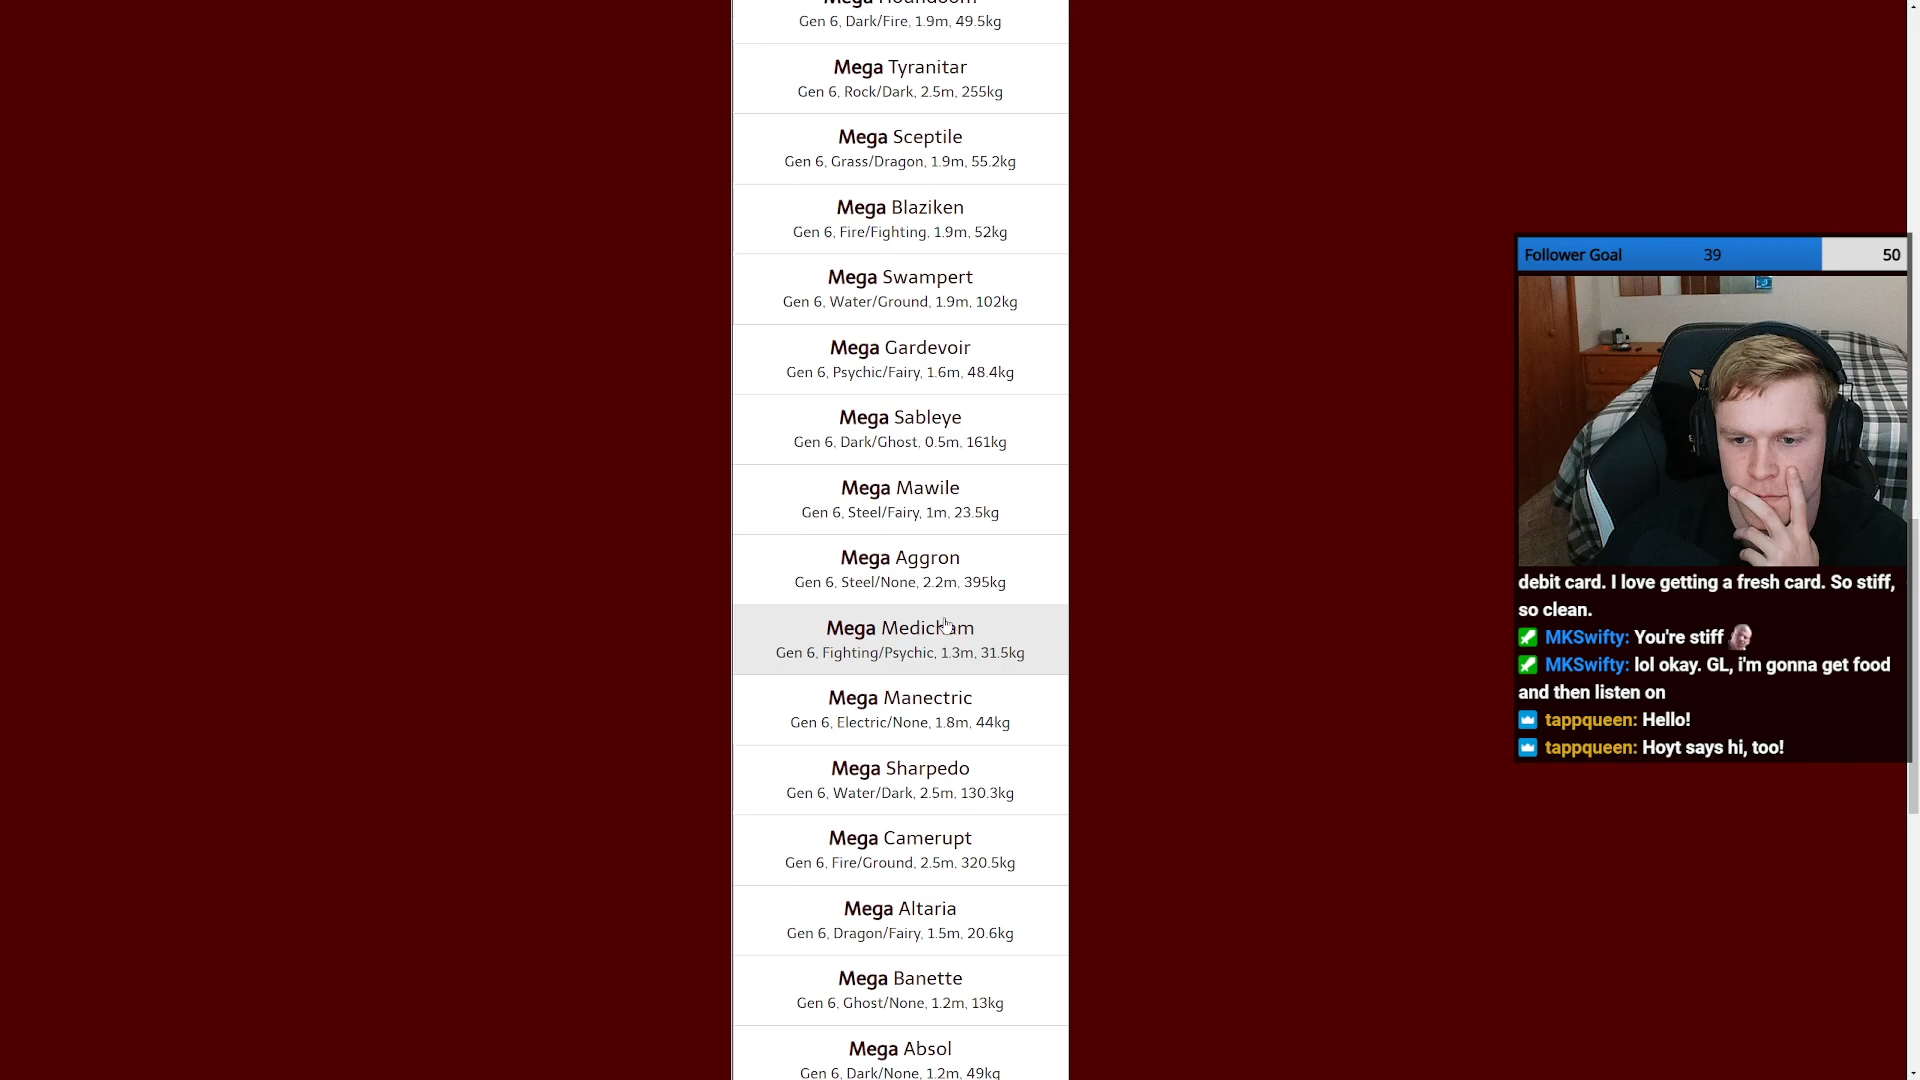 Mega Houndoom
Gen 6, Dark/Fire, 1.9m, 49.5kg
Mega Tyranitar
Gen 6, Rock/Dark, 2.5m, 255kg
Mega Sceptile
Gen 6, Grass/Dragon, 1.9m, 55.2kg
Mega Blaziken
Gen 6, Fire/Fighting, 1.9m, 52kg
Mega Swampert
Gen 6, Water/Ground, 1.9m, 102kg
Mega Gardevoir
Gen 6, Psychic/Fairy, 1.6m, 48.4kg
Mega Sableye
Gen 6, Dark/Ghost, 0.5m, 161kg
Mega Mawile
Gen 6, Steel/Fairy, 1m, 23.5kg
Mega Aggron
Gen 6, Steel/None, 2.2m, 395kg
Mega Medicham
Gen 6, Fighting/Psychic, 1.3m, 31.5kg
Mega Manectric
Gen 6, Electric/None, 1.8m, 44kg
Mega Sharpedo
Gen 6, Water/Dark, 2.5m, 130.3kg
Mega Camerupt
Gen 6, Fire/Ground, 2.5m, 320.5kg
Mega Altaria
Gen 6, Dragon/Fairy, 1.5m, 20.6kg
Mega Banette
Gen 6, Ghost/None, 1.2m, 13kg
Mega Absol
Gen 6, Dark/None, 1.2m, 49kg
Follower Goal 39 50
debit card. I love getting a fresh card. So stiff,
so clean.
MKSwifty: You're stiff
MKSwifty: lol okay. GL, i'm gonna get food
and then listen on
tappqueen: Hello!
tappqueen: Hoyt says hi, too!